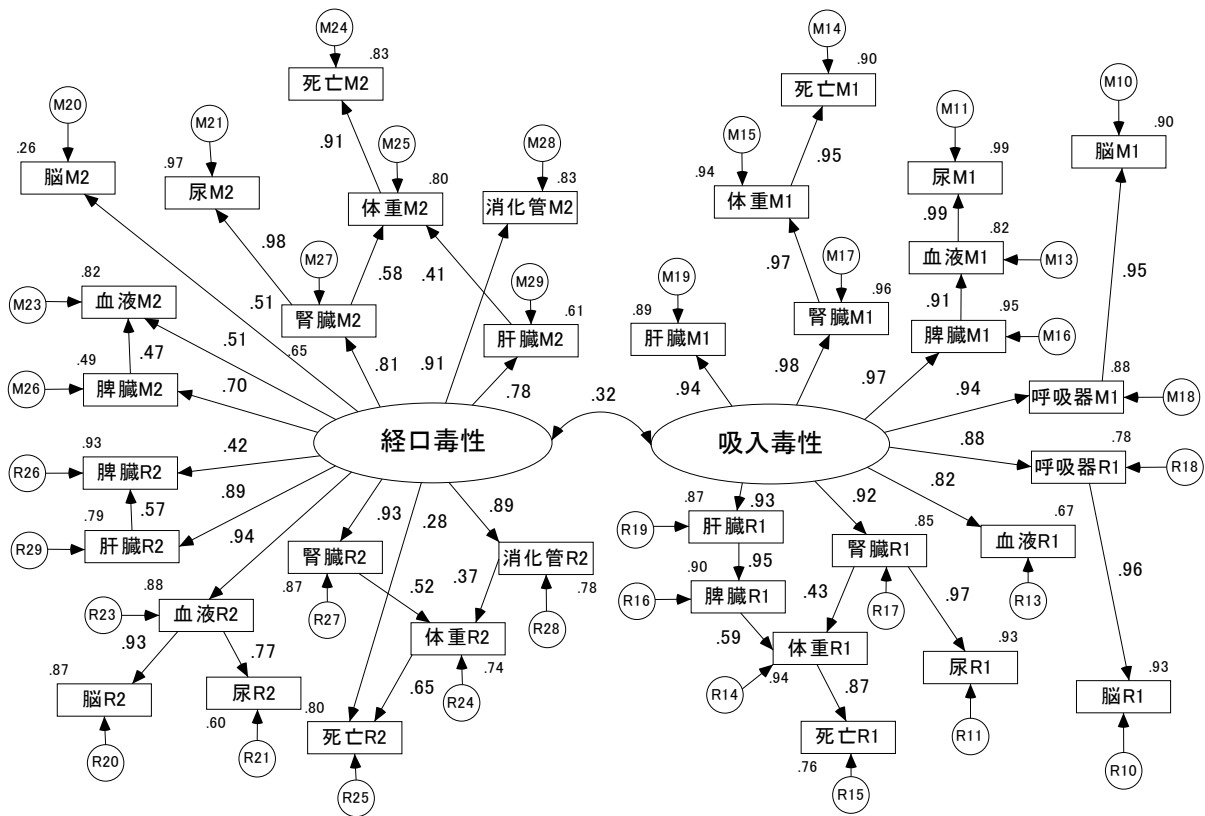 M24
.83
死亡M2
M14
.90
死亡M1
M20
.26
脳M2
M21
.97
尿M2
.91
M25
.80
体重M2
M28
.83
消化管M2
M15
.94
体重M1
.95
M11
.99
尿M1
M10
.90
脳M1
.98
M27
腎臓M2
.58
.41
M29
.61
肝臓M2
.51
.65
.81
.91
.78
M23
.82
血液M2
.51
.47
M26
.49
脾臓M2
.70
M19
.89
肝臓M1
.94
.97
M17
.96
腎臓M1
.98
.99
.82
血液M1
M13
.91
.95
脾臓M1
M16
.97
.95
.94
.88
呼吸器M1
M18
経口毒性
.32
吸入毒性
R26
.93
脾臓R2
.42
.57
R29
.79
肝臓R2
.89
.94
R23
.88
血液R2
.93
.77
.87
脳R2
R20
.60
尿R2
R21
.93
腎臓R2
.87
R27
.28
.89
消化管R2
.78
R28
.52
.37
体重R2
.74
R24
.65
.80
死亡R2
R25
.88
.78
呼吸器R1
R18
.82
.67
血液R1
R13
.93
.87
肝臓R1
R19
.95
.90
脾臓R1
R16
.92
.85
腎臓R1
R17
.43
.59
体重R1
.94
R14
.87
死亡R1
.76
R15
.97
.93
尿R1
R11
.96
.93
脳R1
R10